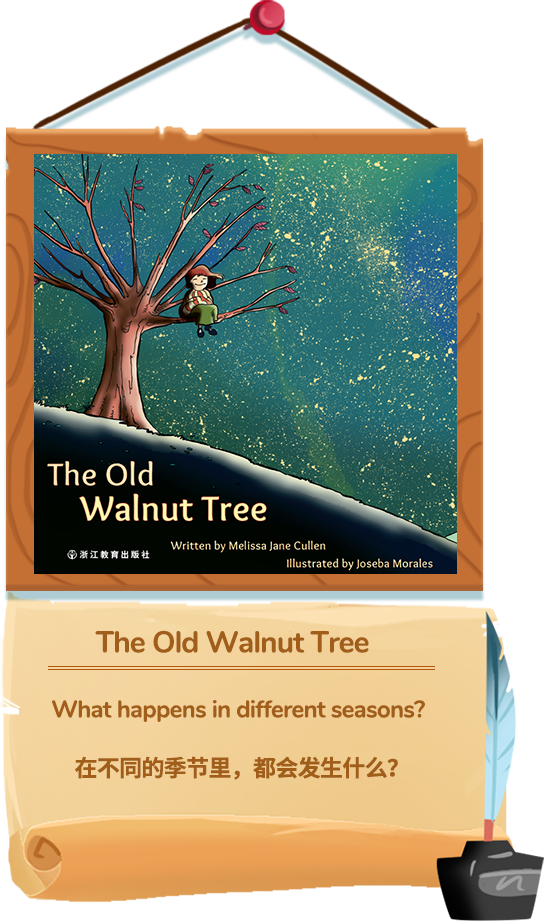 The Old
Walnut Tree
Written by Melissa Jane Cullen
浙江教育出版社
Illustrated by Joseba Morales
The Old Walnut Tree
What happens in different seasons?
在不同的季节里，都会发生什么？